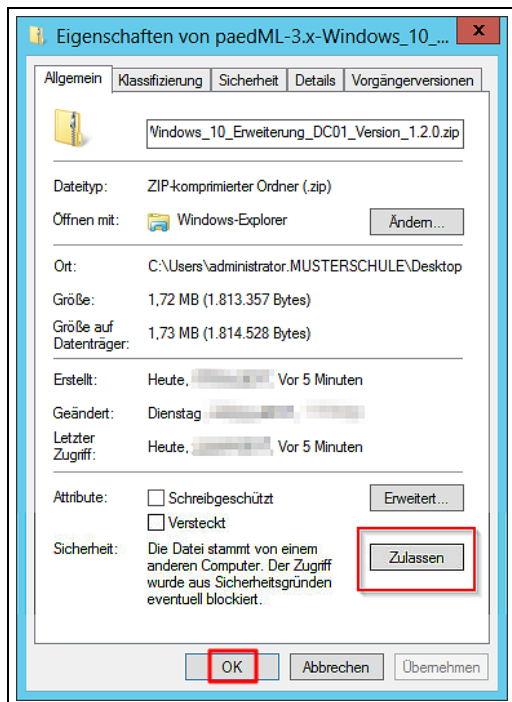 Eigenschaften von paedML-3.x-Windows_10_...
x
Allgemein Klassifizierung Sicherheit Details Vorgängerversionen
Windows_10_Erweiterung_DC01_Version_1.2.0.zip
Dateityp: ZIP-komprimierter Ordner (.zip)
Öffnen mit: Windows-Explorer Ändern...
Ort: C:\Users\administrator.MUSTERSCHULE\Desktop
Größe: 1,72 MB (1.813.357 Bytes)
Größe auf
Datenträger: 1,73 MB (1.814.528 Bytes)
Erstellt: Heute, Vor 5 Minuten
Geändert: Dienstag
Letzter
Zugriff: Heute, Vor 5 Minuten
Attribute: Schreibgeschützt Erweitert...
Versteckt
Sicherheit: Die Datei stammt von einem
anderen Computer. Der Zugriff
wurde aus Sicherheitsgründen
eventuell blockiert.
Zulassen
OK Abbrechen Übernehmen